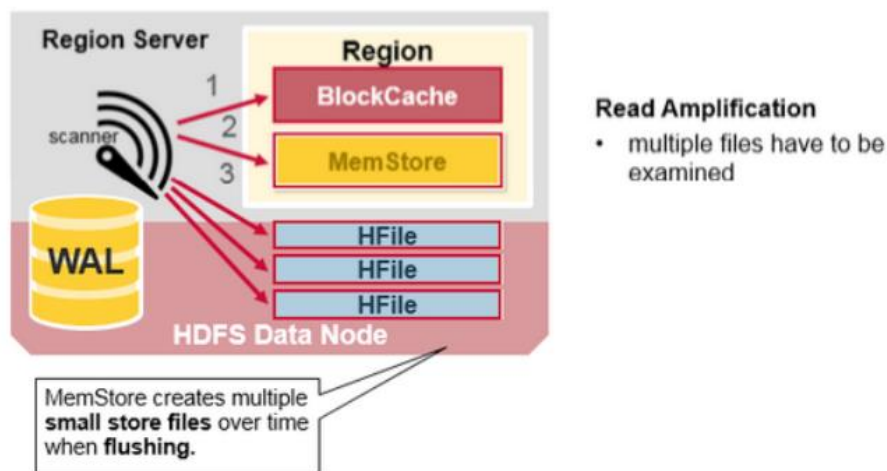 Region Server
Region
1
BlockCache
2
scanner
MemStore
3
HFile
WAL
HFile
HFile
HDFS Data Node
Read Amplification
• multiple files have to be
examined
MemStore creates multiple
small store files over time
when flushing.